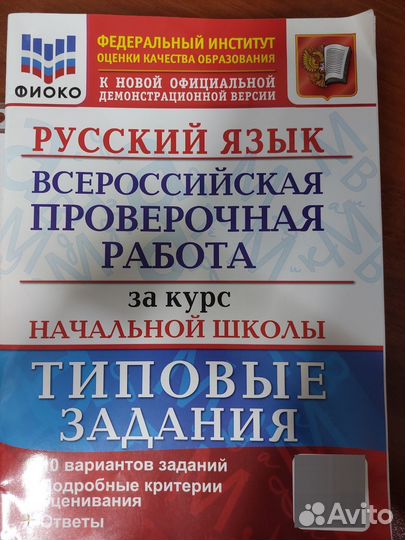 ФИОКО
ФЕДЕРАЛЬНЫЙ ИНСТИТУТ
ОЦЕНКИ КАЧЕСТВА ОБРАЗОВАНИЯ
К НОВОЙ ОФИЦИАЛЬНОЙ
ДЕМОНСТРАЦИОННОЙ ВЕРСИИ
РУССКИЙ ЯЗЫК
ВСЕРОССИЙСКАЯ
ПРОВЕРОЧНАЯ
РАБОТА
за курс
НАЧАЛЬНОЙ ШКОЛЫ
ТИПОВЫЕ
ЗАДАНИЯ
вариантов заданий
критерии
Ответы
Avito